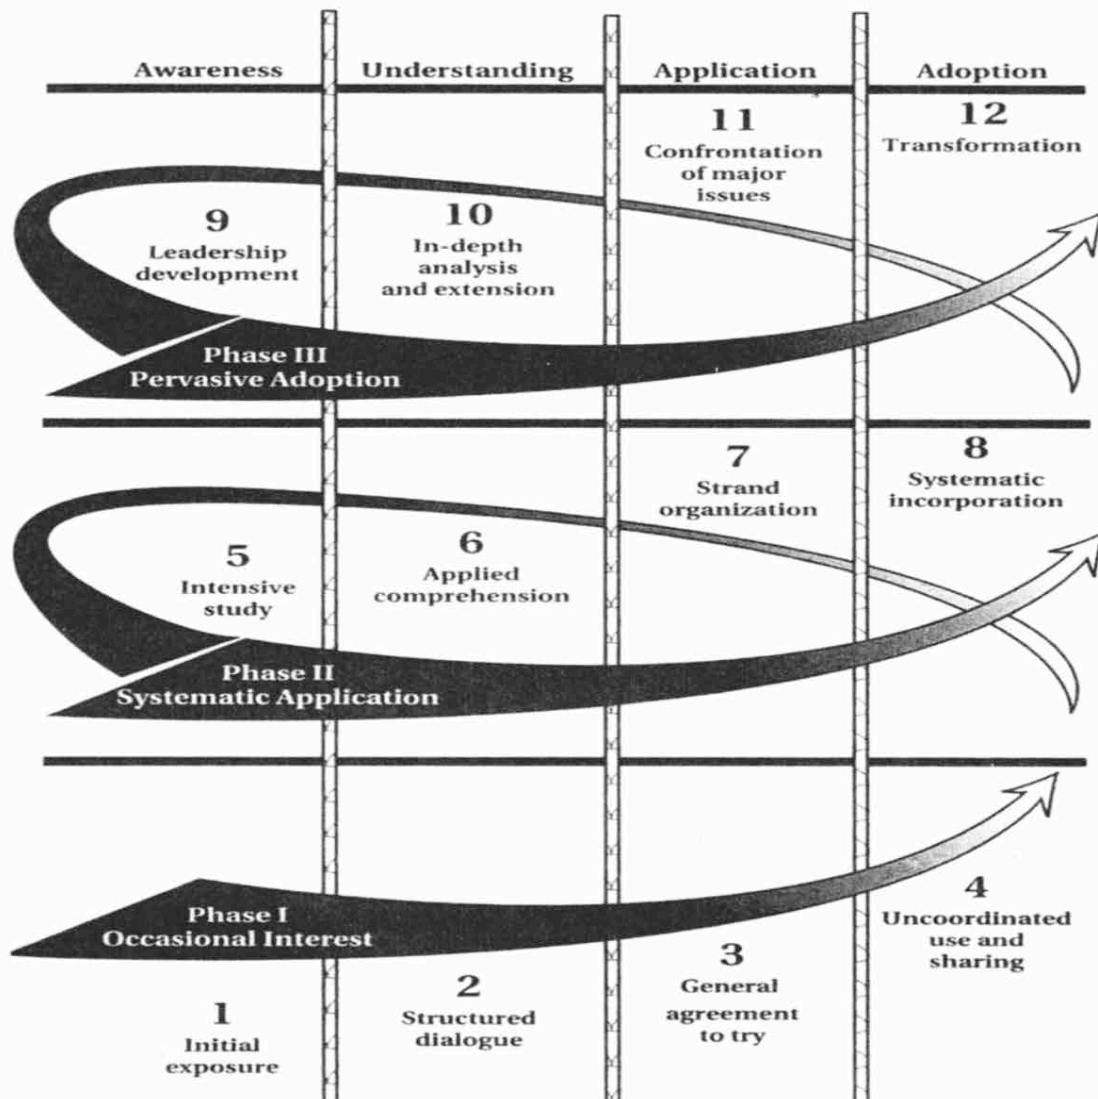 Awareness
Understanding
Application
Adoption
11
Confrontation
of major
issues
12
Transformation
9
Leadership
development
10
In-depth
analysis
and extension
Phase III
Pervasive Adoption
7
Strand
organization
8
Systematic
incorporation
5
Intensive
study
6
Applied
comprehension
Phase II
Systematic Application
Phase I
Occasional Interest
1
Initial
exposure
2
Structured
dialogue
3
General
agreement
to try
4
Uncoordinated
use and
sharing